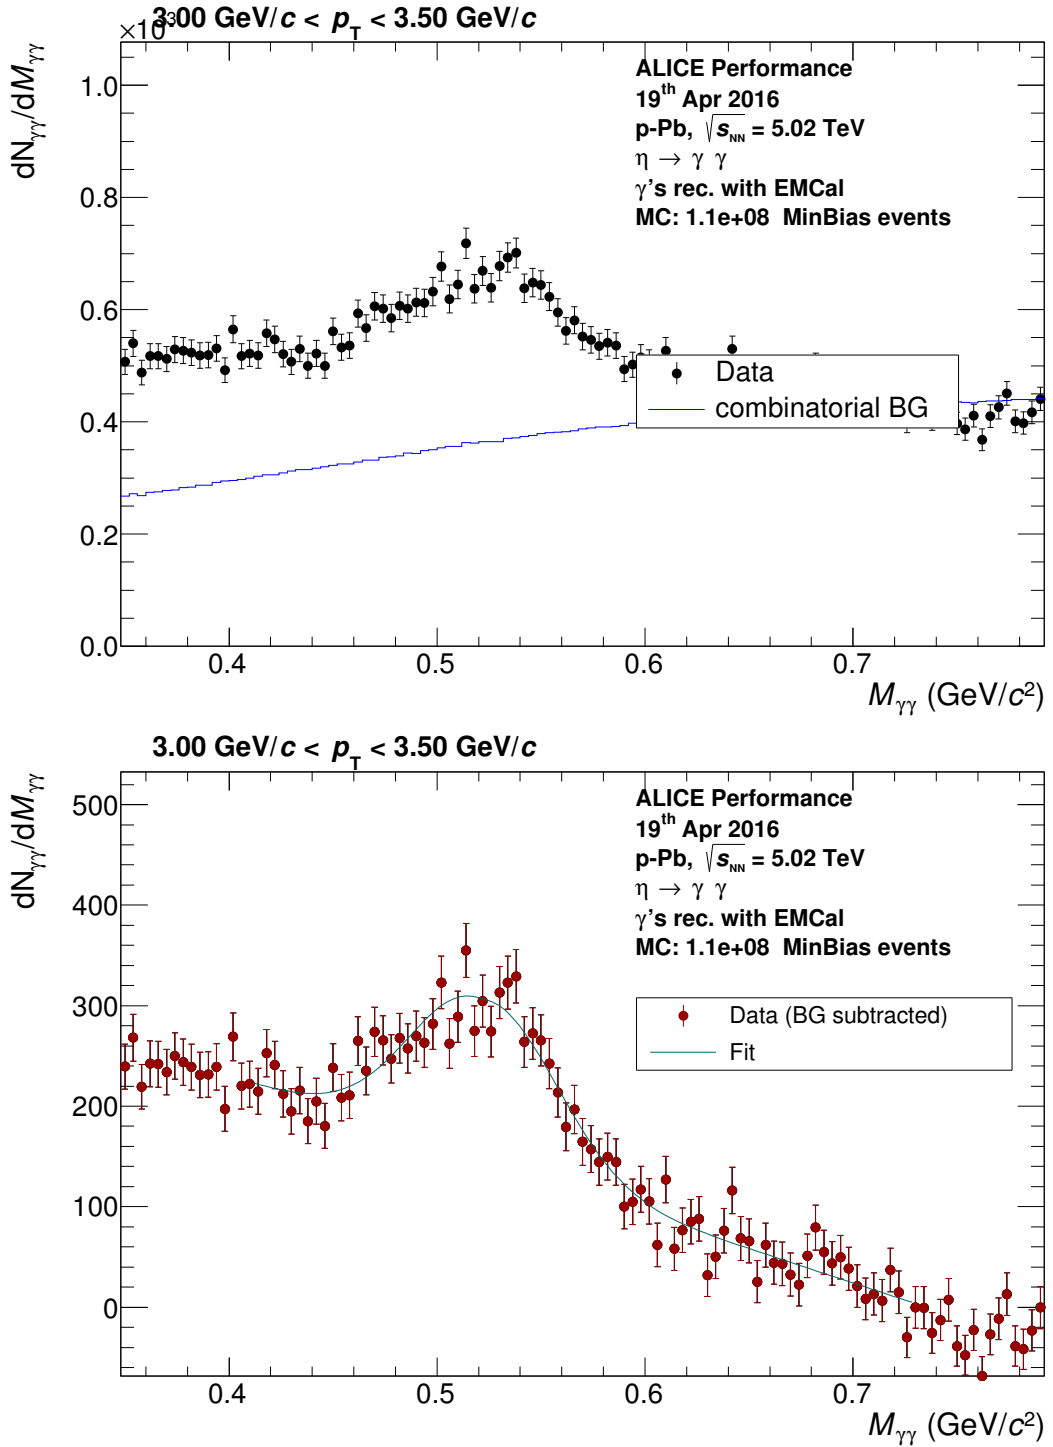 ×10³
3.00 GeV/c < pT < 3.50 GeV/c
dNγγ/dMγγ
ALICE Performance
19th Apr 2016
p-Pb, √sNN = 5.02 TeV
η → γ γ
γ's rec. with EMCal
MC: 1.1e+08 MinBias events
1.0
0.8
0.6
0.4
0.2
0.0
Data
combinatorial BG
0.4 0.5 0.6 0.7
Mγγ (GeV/c²)
3.00 GeV/c < pT < 3.50 GeV/c
dNγγ/dMγγ
ALICE Performance
19th Apr 2016
p-Pb, √sNN = 5.02 TeV
η → γ γ
γ's rec. with EMCal
MC: 1.1e+08 MinBias events
500
400
300
200
100
0
Data (BG subtracted)
Fit
0.4 0.5 0.6 0.7
Mγγ (GeV/c²)